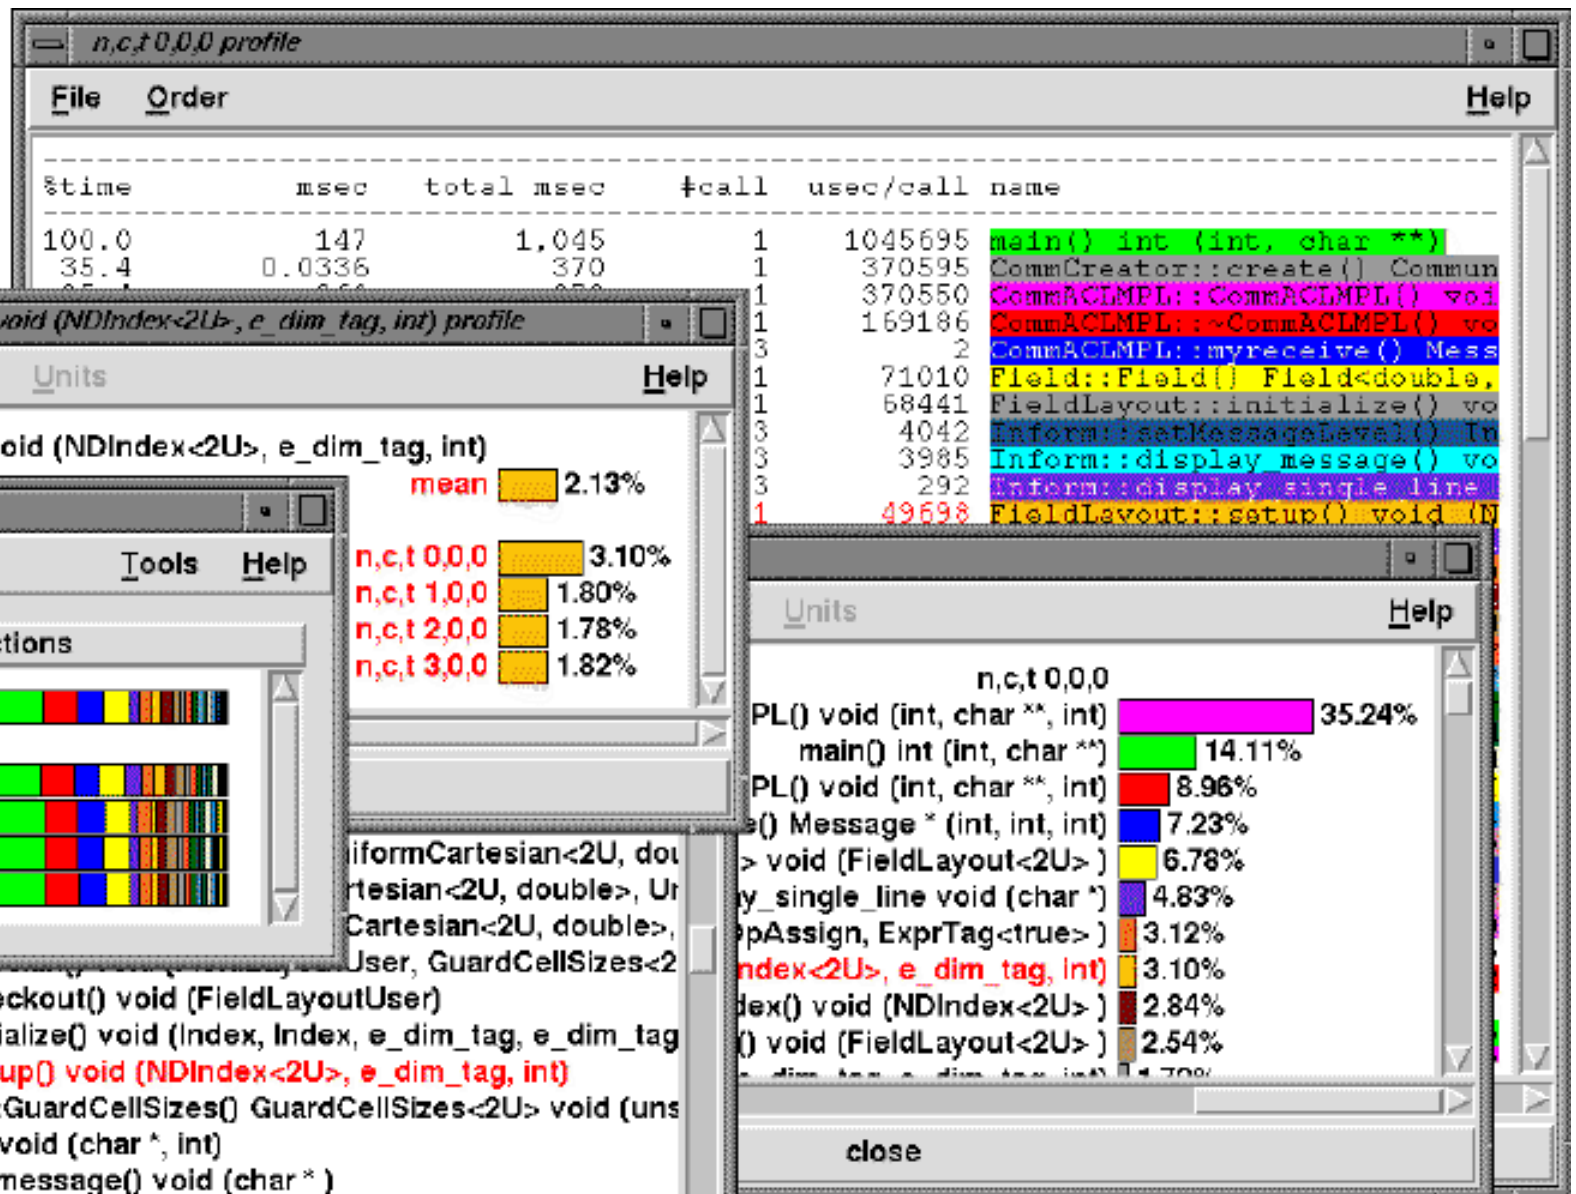 n,c,t 0,0,0 profile
File Order Help
%time msec total msec #call usec/call name
100.0 147 1,045 1 1045695 main() int (int, char **)
35.4 0.0336 370 1 370595 CommCreator::create() Commun
1 370550 CommACLMPL::CommACLMPL() voi
1 169186 CommACLMPL::~CommACLMPL() vo
3 2 CommACLMPL::myreceive() Mess
1 71010 Field::Field() Field<double,
1 68441 FieldLayout::initialize() vo
3 4042 Inform::setMessageLevel() In
3 3985 Inform::display_message() vo
3 292 Inform::display_single_line
1 49698 FieldLayout::setup() void (N
void (NDIndex<2U>, e_dim_tag, int) profile
Units Help
oid (NDIndex<2U>, e_dim_tag, int)
mean 2.13%
n,c,t 0,0,0 3.10%
n,c,t 1,0,0 1.80%
n,c,t 2,0,0 1.78%
n,c,t 3,0,0 1.82%
Tools Help
ctions
iformCartesian<2U, dou
rtesian<2U, double>, Un
Cartesian<2U, double>,
User, GuardCellSizes<2
eckout() void (FieldLayoutUser)
ialize() void (Index, Index, e_dim_tag, e_dim_tag
up() void (NDIndex<2U>, e_dim_tag, int)
:GuardCellSizes() GuardCellSizes<2U> void (uns
void (char *, int)
message() void (char * )
Units Help
n,c,t 0,0,0
PL() void (int, char **, int) 35.24%
main() int (int, char **) 14.11%
PL() void (int, char **, int) 8.96%
e() Message * (int, int, int) 7.23%
> void (FieldLayout<2U> ) 6.78%
y_single_line void (char *) 4.83%
OpAssign, ExprTag<true> ) 3.12%
ndex<2U>, e_dim_tag, int) 3.10%
dex() void (NDIndex<2U> ) 2.84%
() void (FieldLayout<2U> ) 2.54%
close